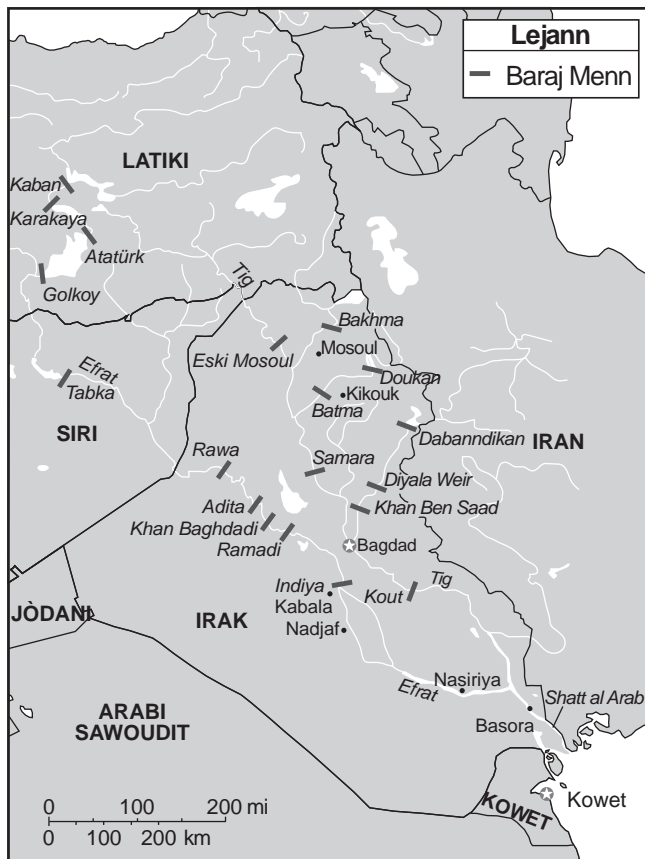 Lejann
Baraj Menn
LATIKI
Kaban
Karakaya
Atatürk
Golkoy
Tig
Bakhma
Eski Mosoul
Mosoul
Doukan
Efrat
Tabka
Kikouk
Batma
Dabanndikan
SIRI
IRAN
Rawa
Samara
Diyala Weir
Adita
Khan Ben Saad
Khan Baghdadi
Ramadi
Bagdad
Indiya
Kabala
Kout
Tig
JÒDANI
IRAK
Nadjaf
Efrat
Nasiriya
Shatt al Arab
ARABI
SAWOUDIT
Basora
KOWET
Kowet
0 100 200 mi
0 100 200 km